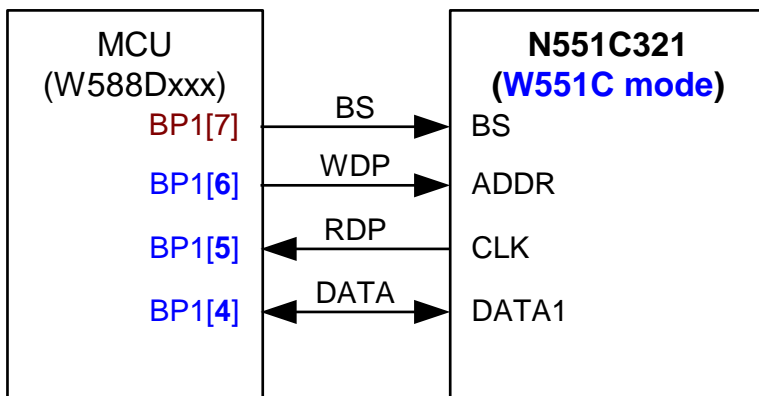 MCU
(W588Dxxx)
BP1[7]
BP1[6]
BP1[5]
BP1[4]
BS
WDP
RDP
DATA
N551C321
(W551C mode)
BS
ADDR
CLK
DATA1